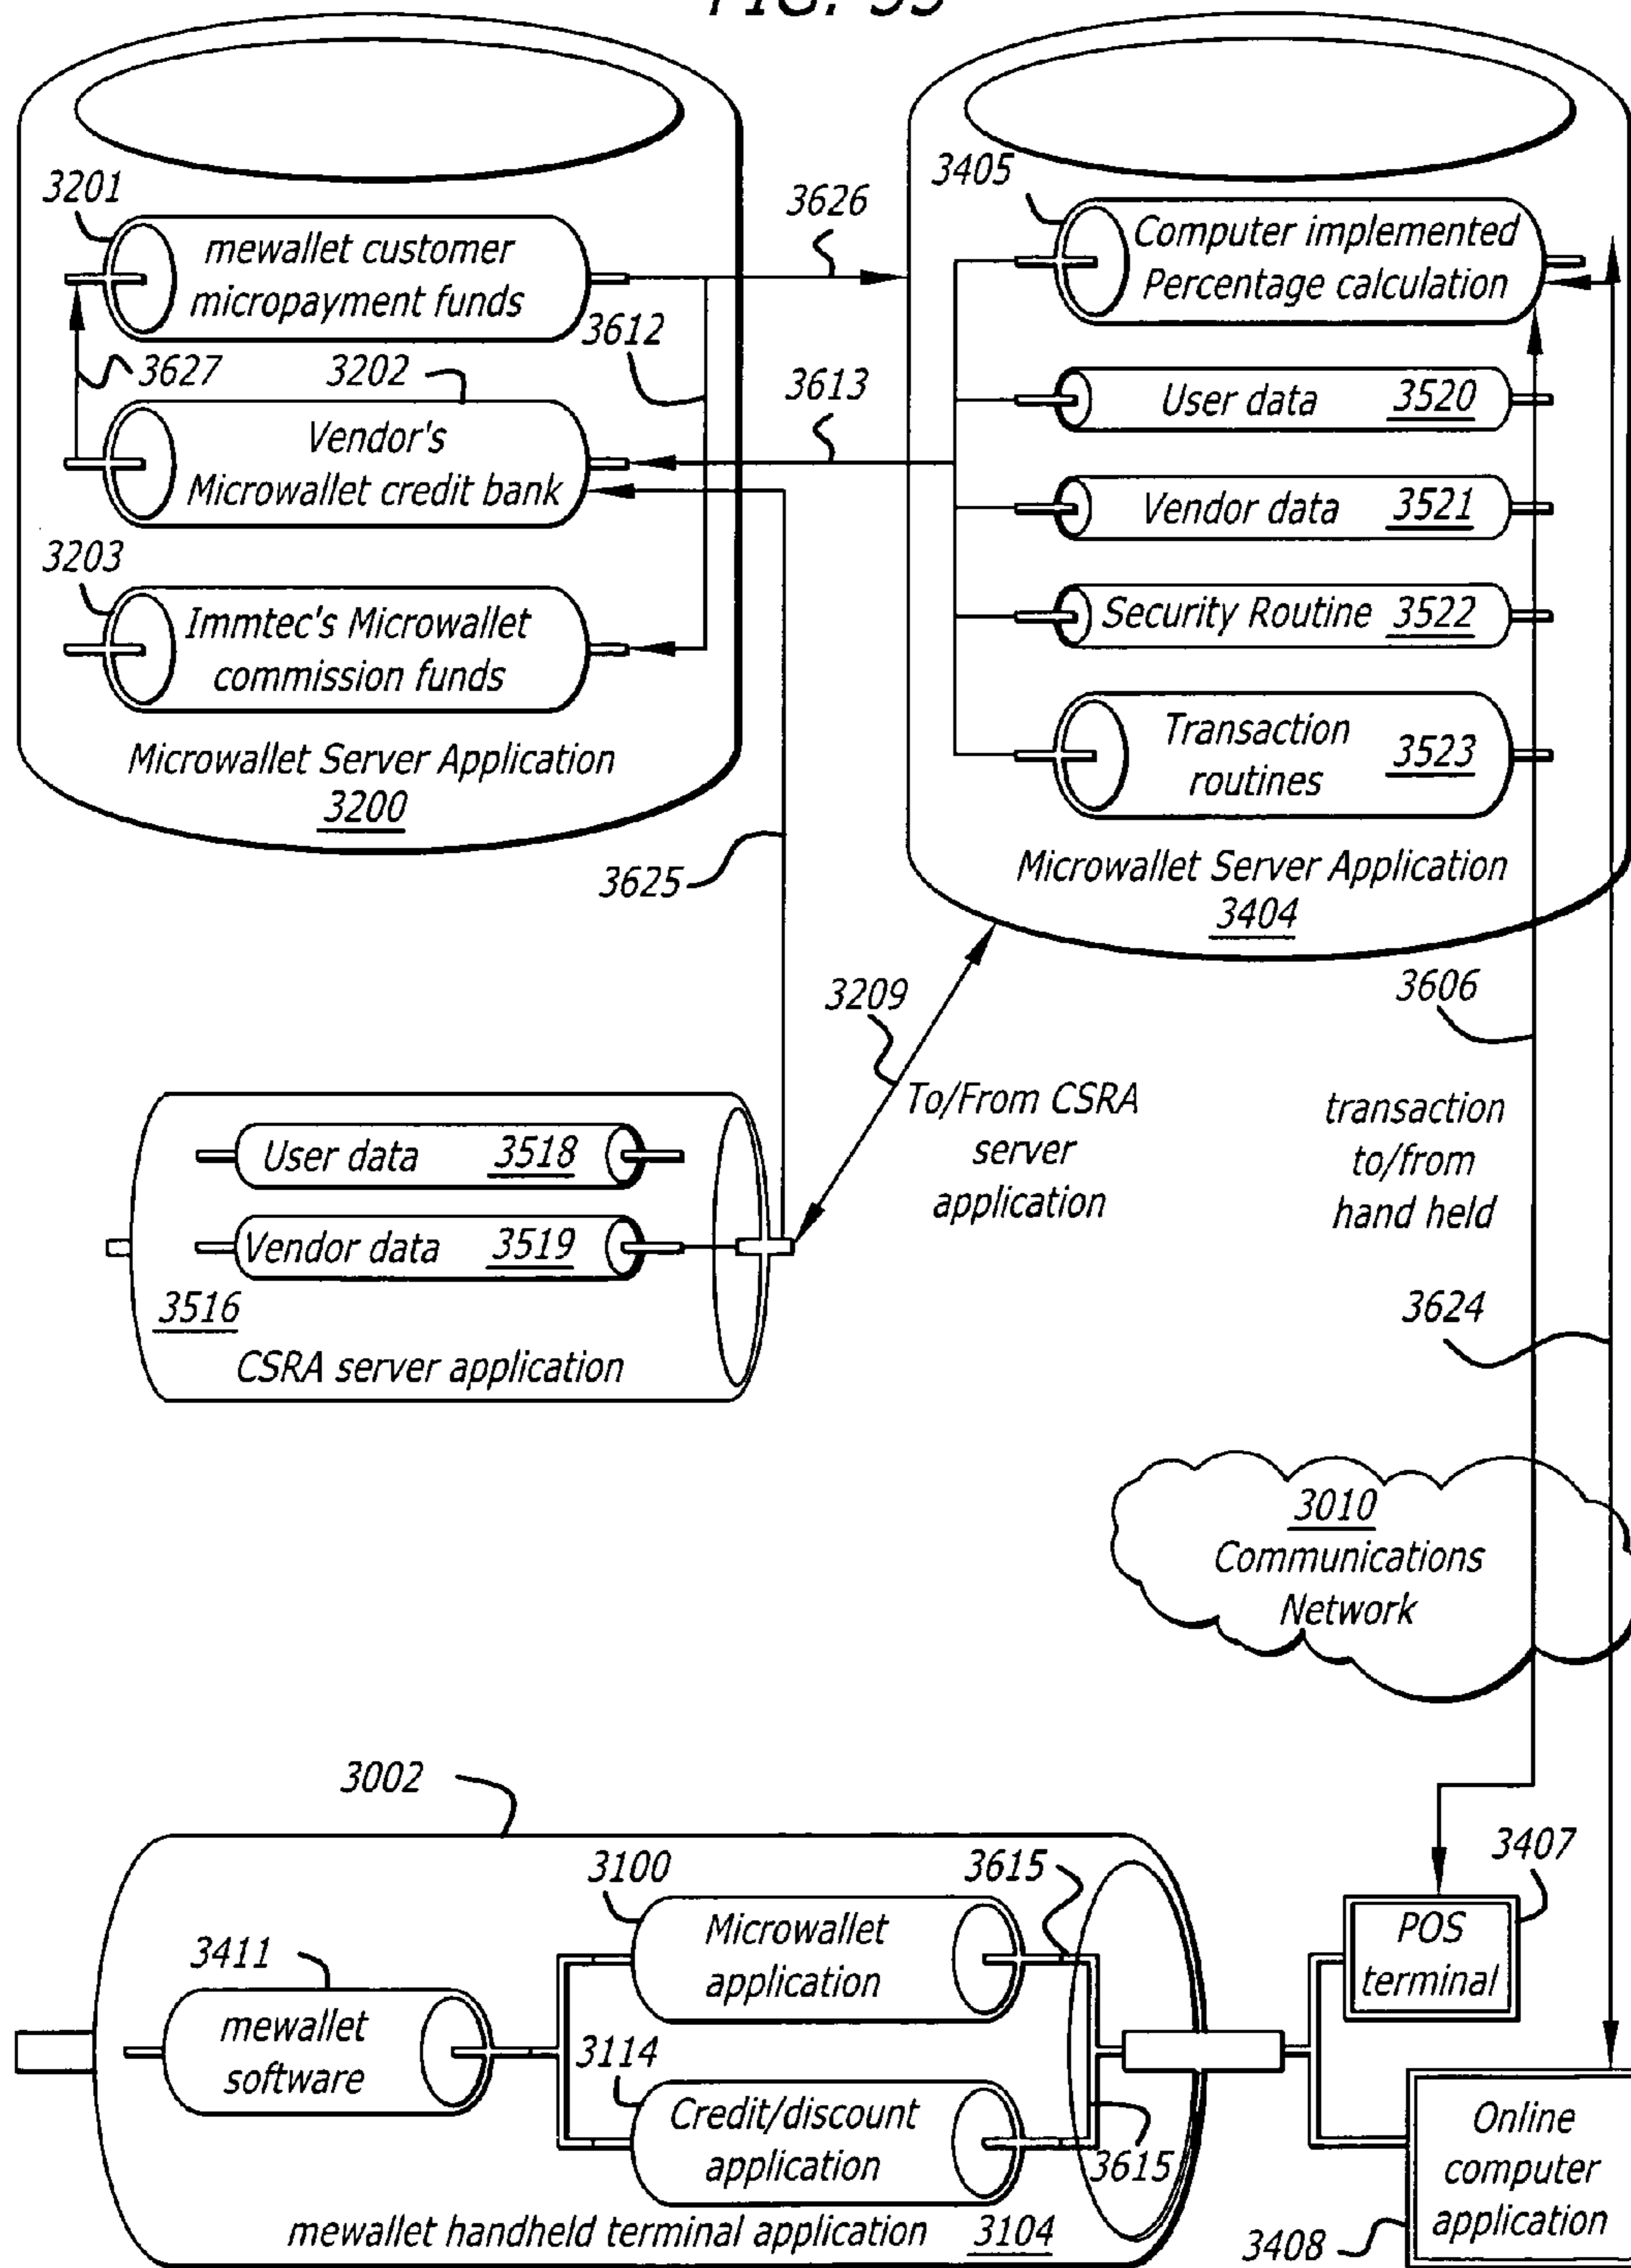 FIG. 35
3201
mewallet customer
micropayment funds
3626
3612
3627
3202
3613
Vendor's
Microwallet credit bank
3203
Immtec's Microwallet
commission funds
Microwallet Server Application
3200
3625
3405
Computer implemented
Percentage calculation
User data 3520
Vendor data 3521
Security Routine 3522
Transaction
routines
3523
Microwallet Server Application
3404
3209
To/From CSRA
server
application
3606
transaction
to/from
hand held
3624
User data 3518
Vendor data 3519
3516
CSRA server application
3010
Communications
Network
3002
3100
3615
3407
3411
Microwallet
application
POS
terminal
mewallet
software
3114
Credit/discount
application
3615
Online
computer
application
mewallet handheld terminal application 3104
3408